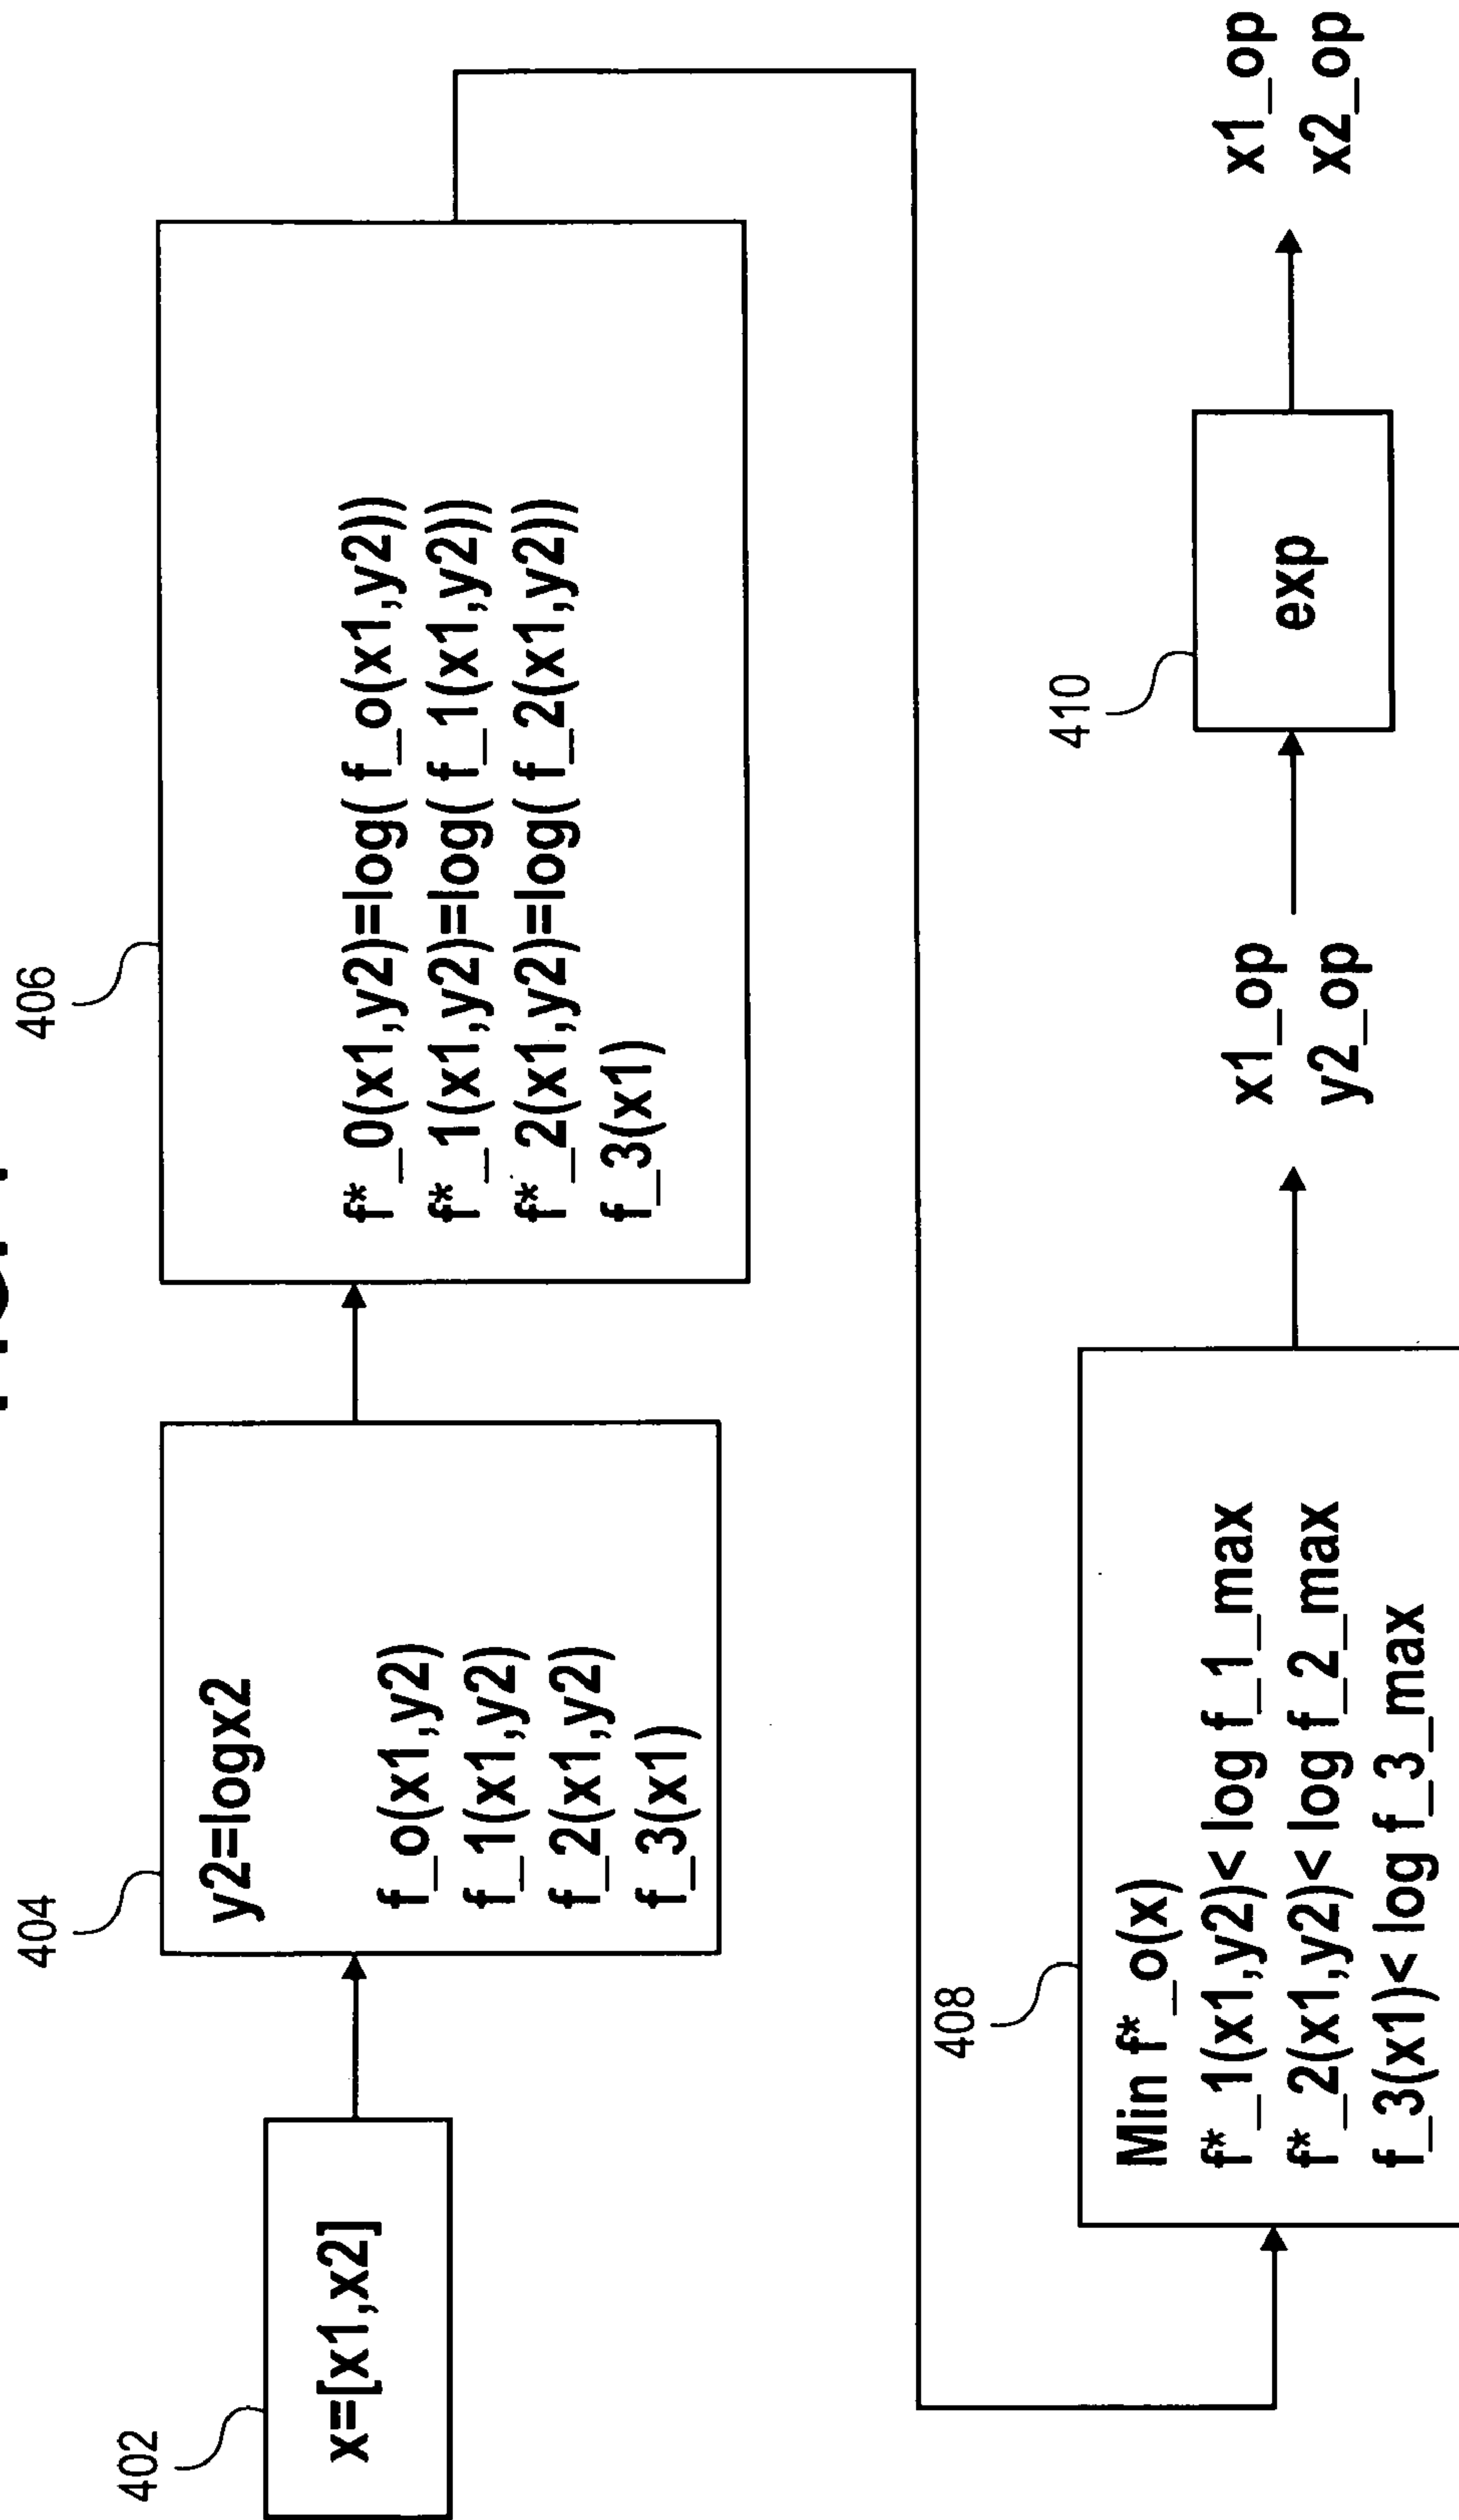 402
x=[x1,x2]
404
y2=logx2
f_o(x1,y2)
f_1(x1,y2)
f_2(x1,y2)
f_3(x1)
406
f*_0(x1,y2)=log( f_o(x1,y2))
f*_1(x1,y2)=log( f_1(x1,y2))
f*_2(x1,y2)=log( f_2(x1,y2))
f_3(x1)
408
Min f*_o(x)
f*_1(x1,y2)< log f_1_max
f*_2(x1,y2)< log f_2_max
f_3(x1)<log f_3_max
x1_op
y2_op
410
exp
x1_op
x2_op